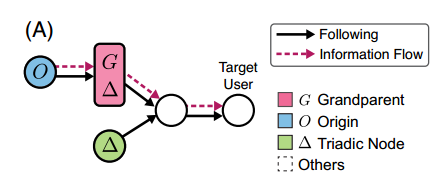 (A)
Following
Information Flow
O
G
Δ
Target
User
Δ
G Grandparent
O Origin
Δ Triadic Node
Others